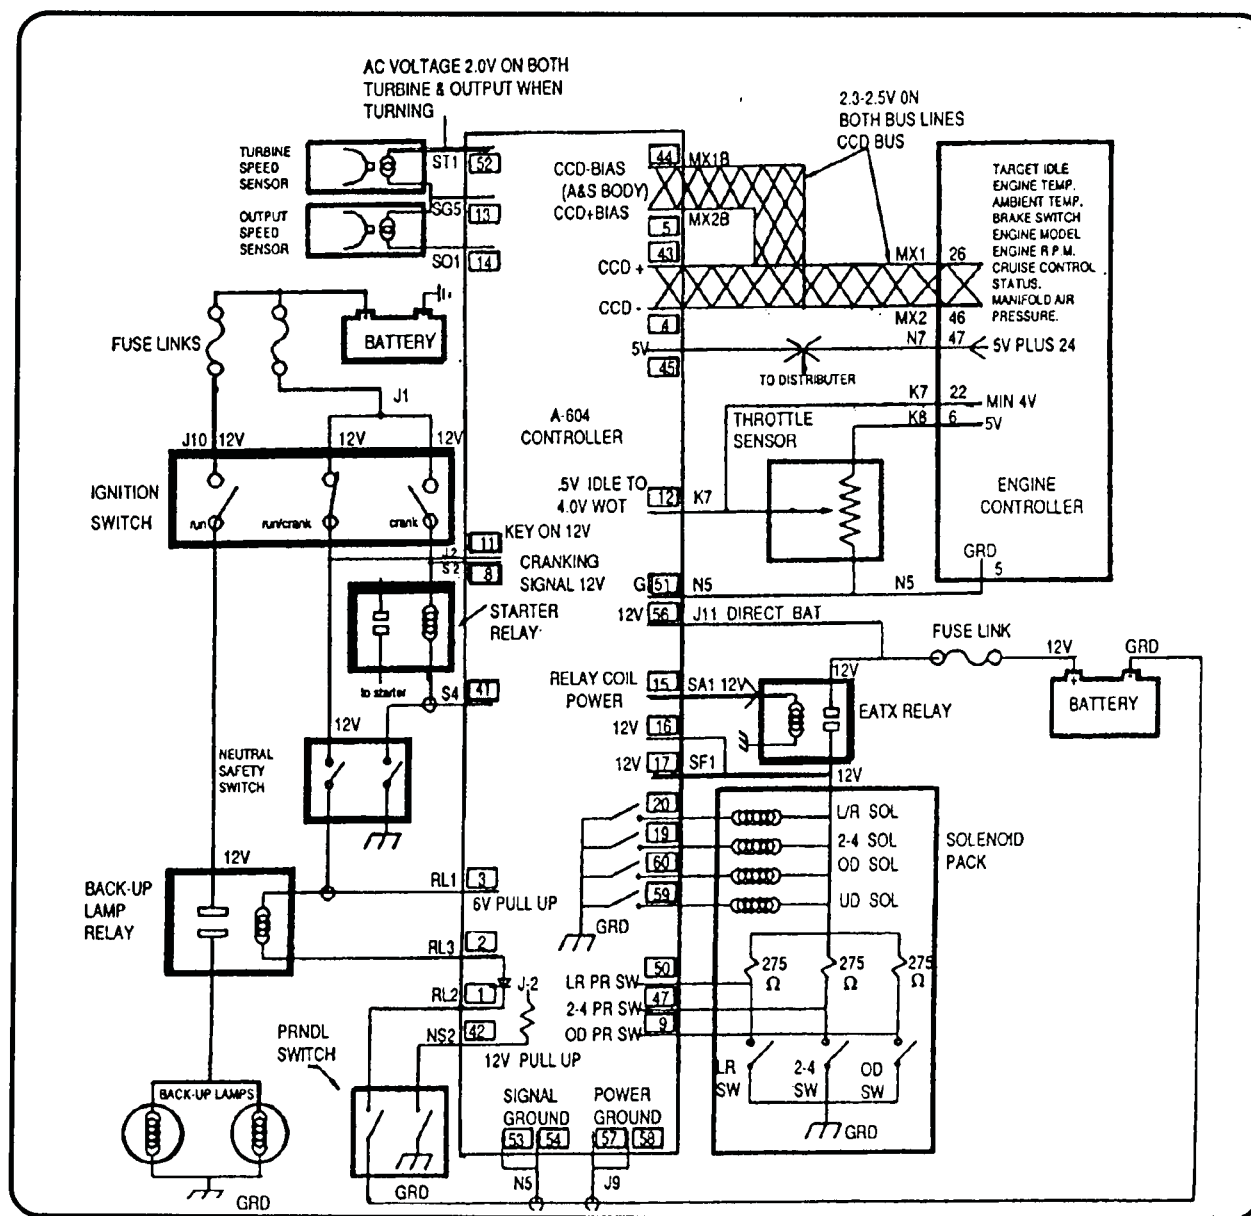 AC VOLTAGE 2.0V ON BOTH
TURBINE & OUTPUT WHEN
TURNING
2.3-2.5V 0N
BOTH BUS LINES
CCD BUS
TURBINE
SPEED
SENSOR
ST1
52
SG5
13
OUTPUT
SPEED
SENSOR
SO1
14
CCD-BIAS
(A&S BODY)
CCD+BIAS
44
MX1B
5
MX2B
43
CCD +
CCD -
4
5V
45
MX1
26
MX2
46
N7
47
5V PLUS 24
TARGET IDLE
ENGINE TEMP.
AMBIENT TEMP.
BRAKE SWITCH
ENGINE MODEL
ENGINE R.P.M.
CRUISE CONTROL
STATUS.
MANIFOLD AIR
PRESSURE.
TO DISTRIBUTER
FUSE LINKS
BATTERY
J1
J10
12V
12V
12V
A-604
CONTROLLER
THROTTLE
SENSOR
K7
22
MIN 4V
K8
6
5V
ENGINE
CONTROLLER
GRD
5
IGNITION
SWITCH
run
run/crank
crank
.5V IDLE TO
4.0V WOT
12
K7
11
KEY ON 12V
J2
S2
8
CRANKING
SIGNAL 12V
G
51
N5
N5
12V
56
J11 DIRECT BAT
STARTER
RELAY
to starter
S4
41
FUSE LINK
12V
GRD
BATTERY
RELAY COIL
POWER
15
SA1 12V
12V
EATX RELAY
12V
16
12V
17
SF1
12V
12V
NEUTRAL
SAFETY
SWITCH
20
19
60
59
GRD
L/R SOL
2-4 SOL
OD SOL
UD SOL
SOLENOID
PACK
12V
BACK-UP
LAMP
RELAY
RL1
3
6V PULL UP
RL3
2
RL2
1
J-2
NS2
42
12V PULL UP
LR PR SW
50
2-4 PR SW
47
OD PR SW
9
275
Ω
275
Ω
275
Ω
LR
SW
2-4
SW
OD
SW
GRD
PRNDL
SWITCH
GRD
SIGNAL
GROUND
53
54
POWER
GROUND
57
58
N5
J9
BACK-UP LAMPS
GRD